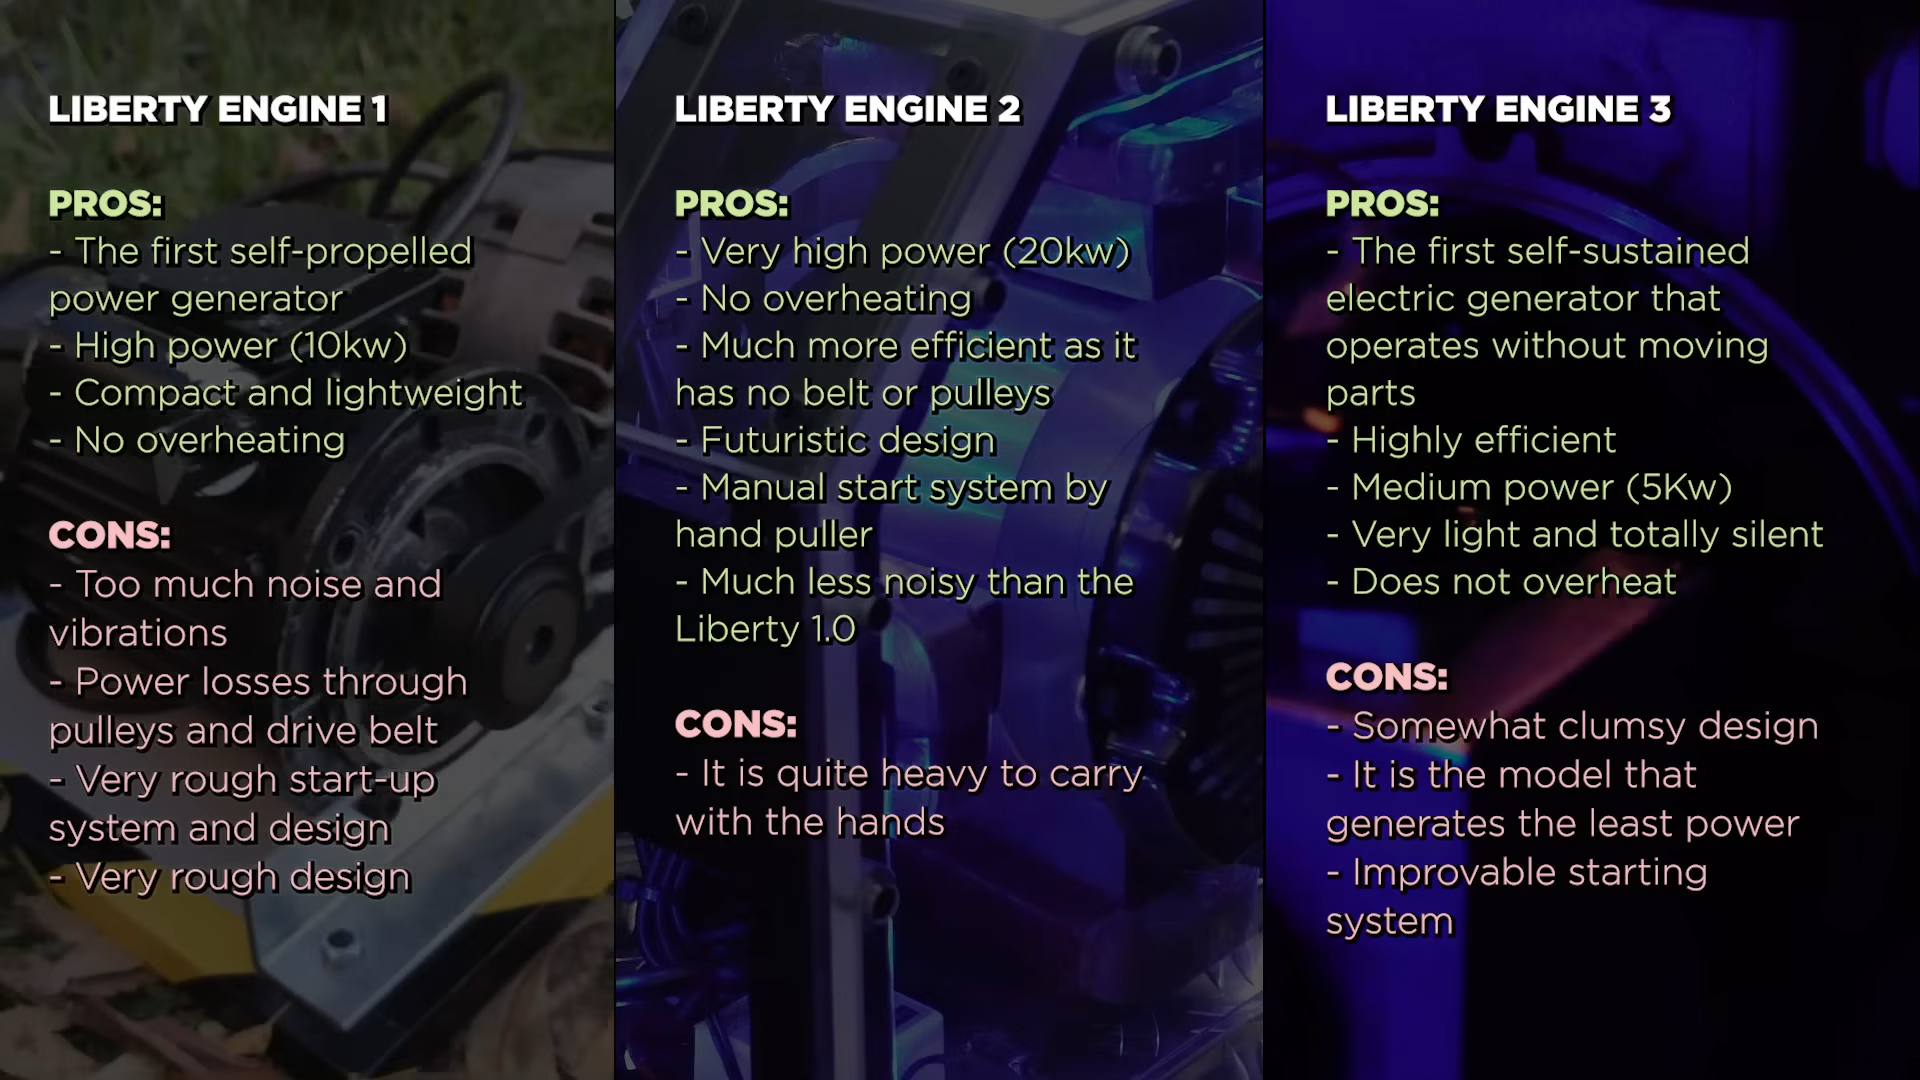 LIBERTY ENGINE 1
PROS:
- The first self-propelled
power generator
- High power (10kw)
- Compact and lightweight
- No overheating
CONS:
- Too much noise and
vibrations
- Power losses through
pulleys and drive belt
- Very rough start-up
system and design
- Very rough design
LIBERTY ENGINE 2
PROS:
- Very high power (20kw)
- No overheating
- Much more efficient as it
has no belt or pulleys
- Futuristic design
- Manual start system by
hand puller
- Much less noisy than the
Liberty 1.0
CONS:
- It is quite heavy to carry
with the hands
LIBERTY ENGINE 3
PROS:
- The first self-sustained
electric generator that
operates without moving
parts
- Highly efficient
- Medium power (5Kw)
- Very light and totally silent
- Does not overheat
CONS:
- Somewhat clumsy design
- It is the model that
generates the least power
- Improvable starting
system